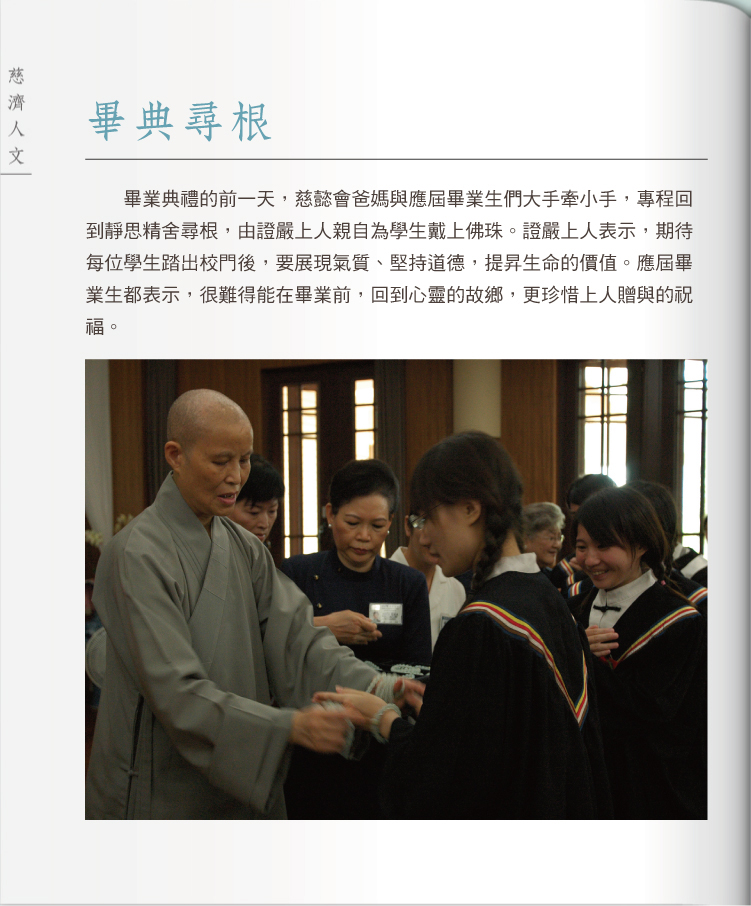 慈濟人文
畢典尋根
畢業典禮的前一天，慈懿會爸媽與應屆畢業生們大手牽小手，專程回
到靜思精舍尋根，由證嚴上人親自為學生戴上佛珠。證嚴上人表示，期待
每位學生踏出校門後，要展現氣質、堅持道德，提昇生命的價值。應屆畢
業生都表示，很難得能在畢業前，回到心靈的故鄉，更珍惜上人贈與的祝
福。